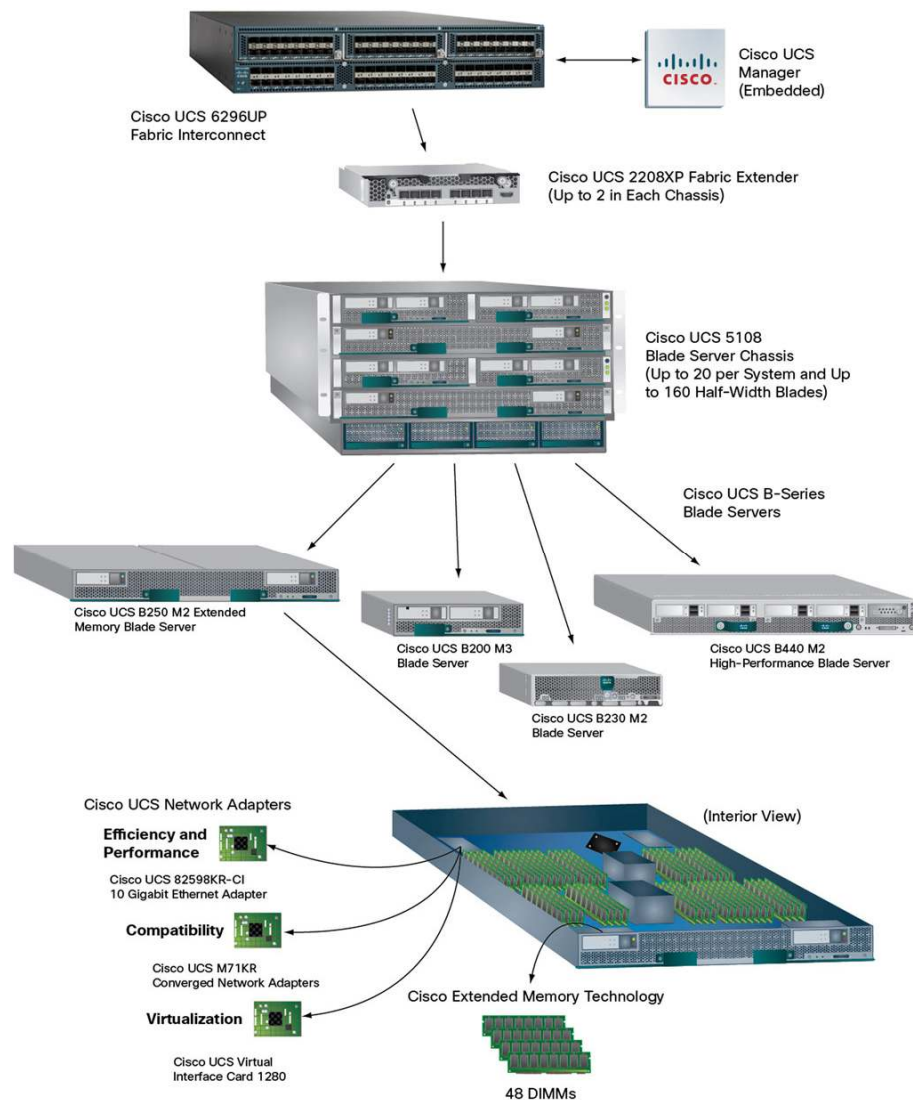 CISCO
Cisco UCS
Manager
(Embedded)
Cisco UCS 6296UP
Fabric Interconnect
Cisco UCS 2208XP Fabric Extender
(Up to 2 in Each Chassis)
Cisco UCS 5108
Blade Server Chassis
(Up to 20 per System and Up
to 160 Half-Width Blades)
Cisco UCS B-Series
Blade Servers
Cisco UCS B250 M2 Extended
Memory Blade Server
Cisco UCS B200 M3
Blade Server
Cisco UCS B440 M2
High-Performance Blade Server
Cisco UCS B230 M2
Blade Server
Cisco UCS Network Adapters
(Interior View)
Efficiency and
Performance
Cisco UCS 82598KR-CI
10 Gigabit Ethernet Adapter
Compatibility
Cisco UCS M71KR
Converged Network Adapters
Virtualization
Cisco UCS Virtual
Interface Card 1280
Cisco Extended Memory Technology
48 DIMMs